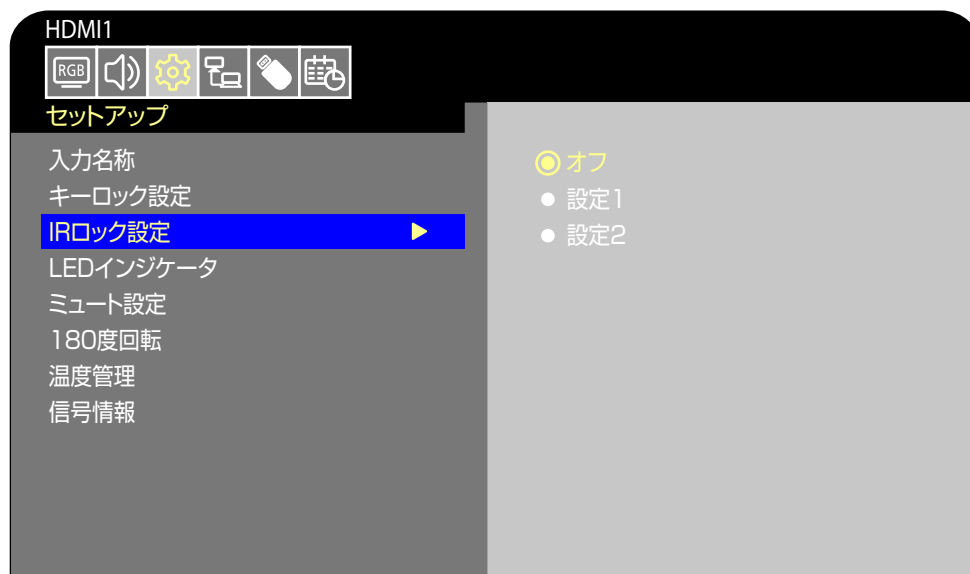 HDMI1
RGB
セットアップ
入力名称
キーロック設定
IRロック設定
LEDインジケータ
ミュート設定
180度回転
温度管理
信号情報
オフ
設定1
設定2